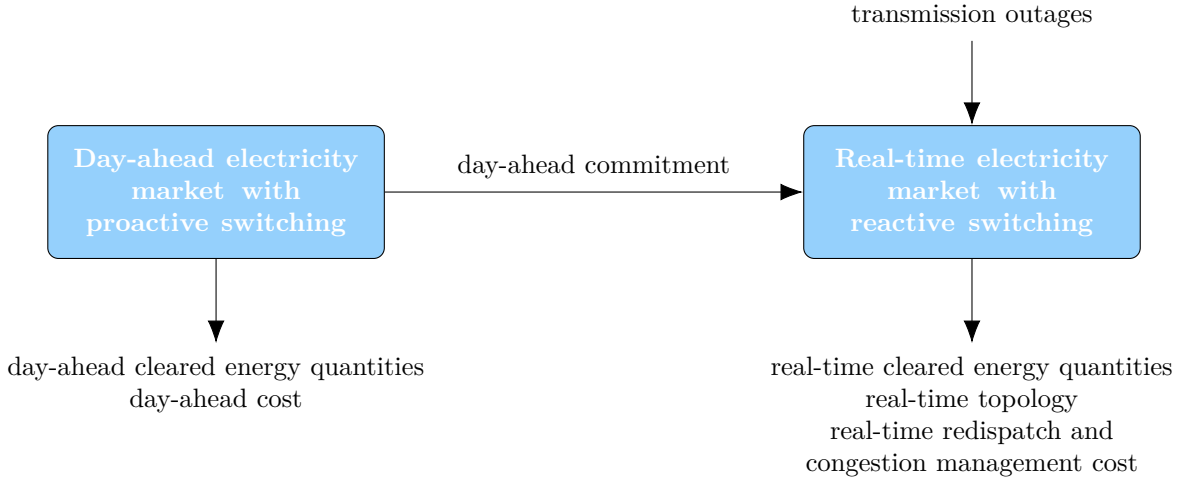 transmission outages
Day-ahead electricity
market with
proactive switching
day-ahead commitment
Real-time electricity
market with
reactive switching
day-ahead cleared energy quantities
day-ahead cost
real-time cleared energy quantities
real-time topology
real-time redispatch and
congestion management cost